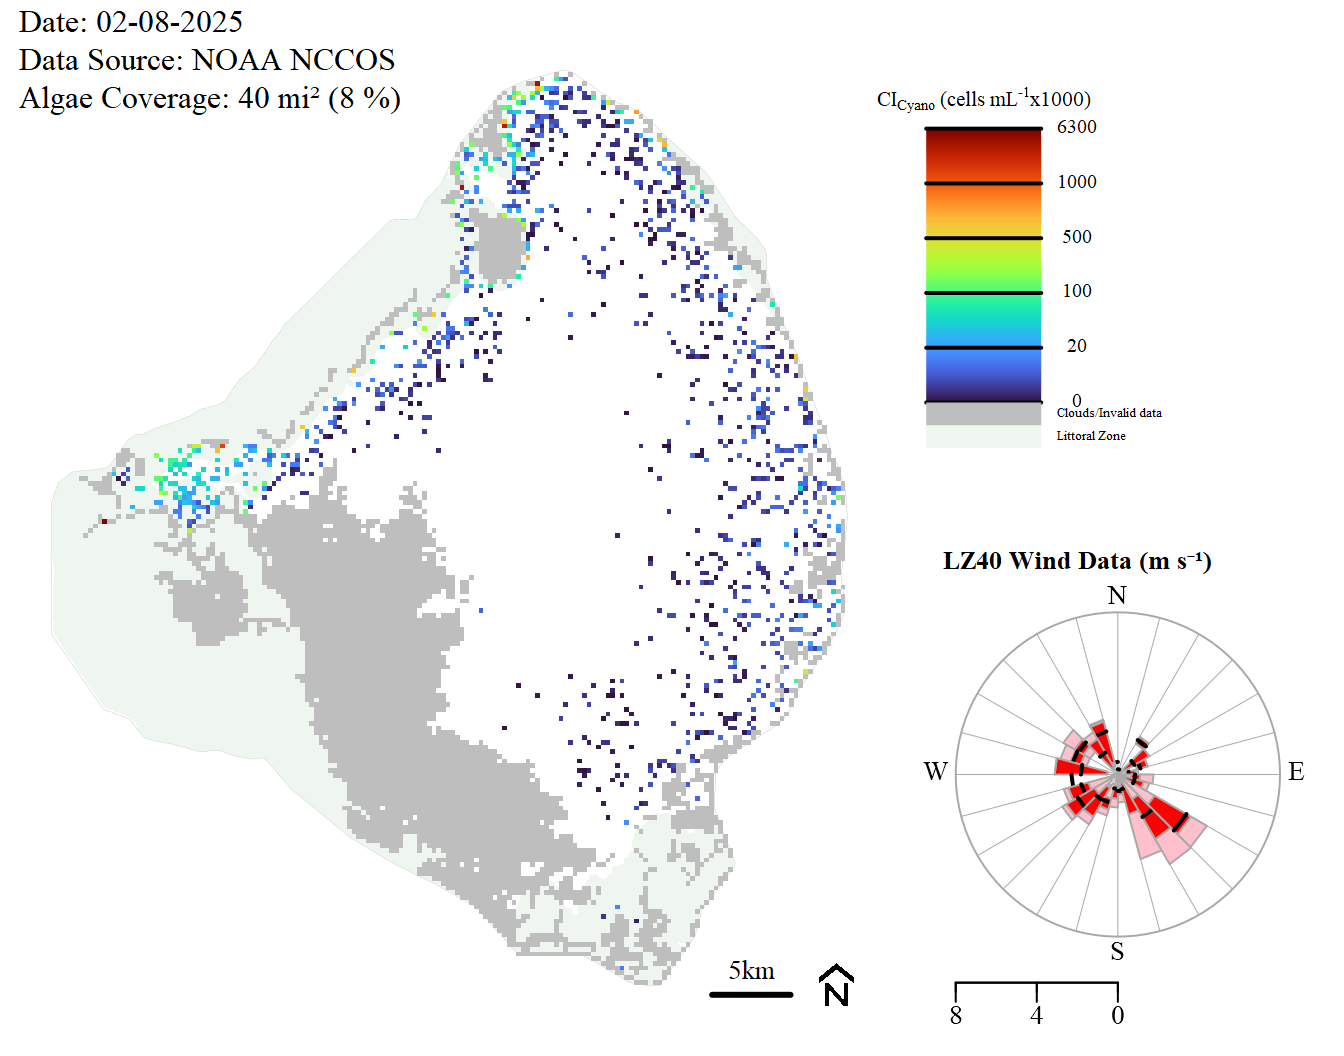 Date: 02-08-2025
Data Source: NOAA NCCOS
Algae Coverage: 40 mi² (8 %)
CI_Cyano (cells mL⁻¹x1000)
6300
1000
500
100
20
0
Clouds/Invalid data
Littoral Zone
LZ40 Wind Data (m s⁻¹)
N
W
E
S
5km
N
8 4 0